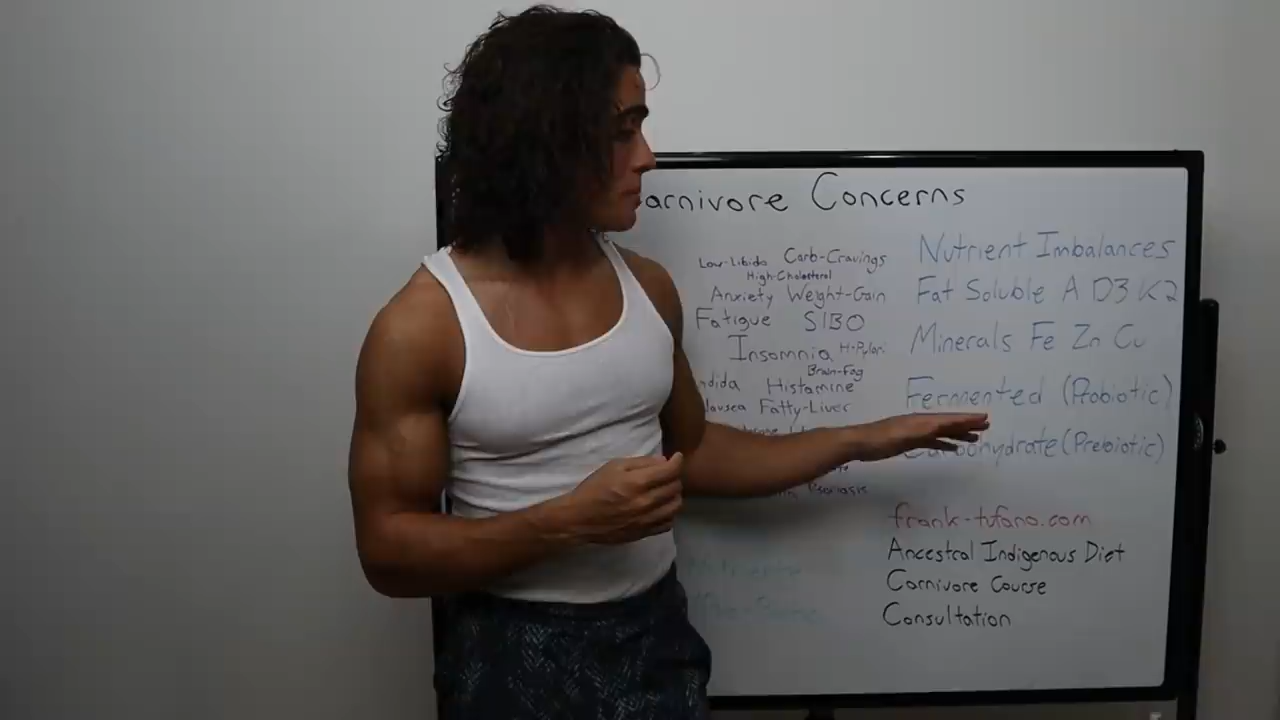 arnivore Concerns
Low-Libido Carb-Cravings
High-Cholesterol
Anxiety Weight-Gain
Fatigue SIBO
Insomnia H-Pylori
Brain-Fog
ndida Histamine
ausea Fatty-Liver
Psoriasis
Nutrient Imbalances
Fat Soluble A D3 K2
Minerals Fe Zn Cu
Fermented (Probiotic)
Carbohydrate (Prebiotic)
frank-tufano.com
Ancestral Indigenous Diet
Carnivore Course
Consultation